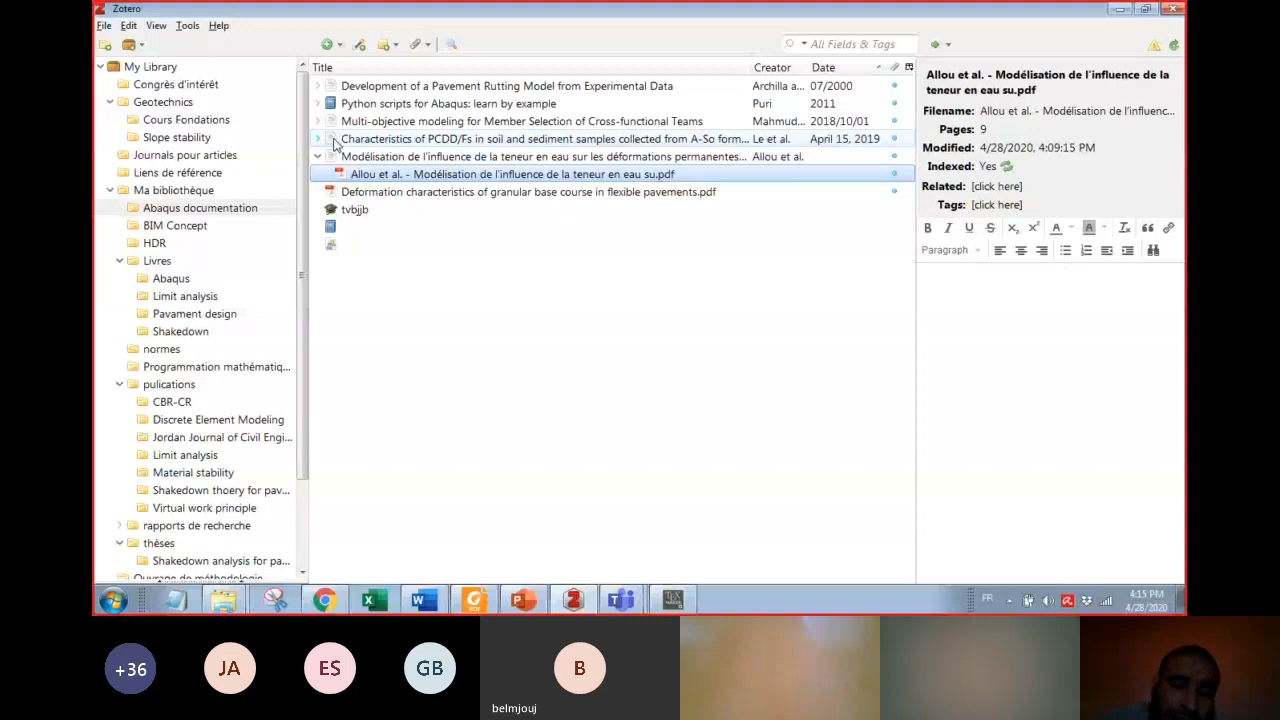 Zotero
File Edit View Tools Help
All Fields & Tags
My Library
Congrès d'intérêt
Geotechnics
Cours Fondations
Slope stability
Journals pour articles
Liens de référence
Ma bibliothèque
Abaqus documentation
BIM Concept
HDR
Livres
Abaqus
Limit analysis
Pavament design
Shakedown
normes
Programmation mathématiq...
pulications
CBR-CR
Discrete Element Modeling
Jordan Journal of Civil Engi...
Limit analysis
Material stability
Shakedown thoery for pav...
Virtual work principle
rapports de recherche
thèses
Shakedown analysis for pa...
Ouvrage de méthodologie
Title Creator Date
Development of a Pavement Rutting Model from Experimental Data Archilla a... 07/2000
Python scripts for Abaqus: learn by example Puri 2011
Multi-objective modeling for Member Selection of Cross-functional Teams Mahmud... 2018/10/01
Characteristics of PCDD/Fs in soil and sediment samples collected from A-So form... Le et al. April 15, 2019
Modélisation de l'influence de la teneur en eau sur les déformations permanentes... Allou et al.
Allou et al. - Modélisation de l'influence de la teneur en eau su.pdf
Deformation characteristics of granular base course in flexible pavements.pdf
tvbjjb
Allou et al. - Modélisation de l'influence de la
teneur en eau su.pdf
Filename: Allou et al. - Modélisation de l'influenc...
Pages: 9
Modified: 4/28/2020, 4:09:15 PM
Indexed: Yes
Related: [click here]
Tags: [click here]
B I U S X₂ X² A A Tx
Paragraph
FR
4:15 PM
4/28/2020
+36
JA
ES
GB
B
belmjouj